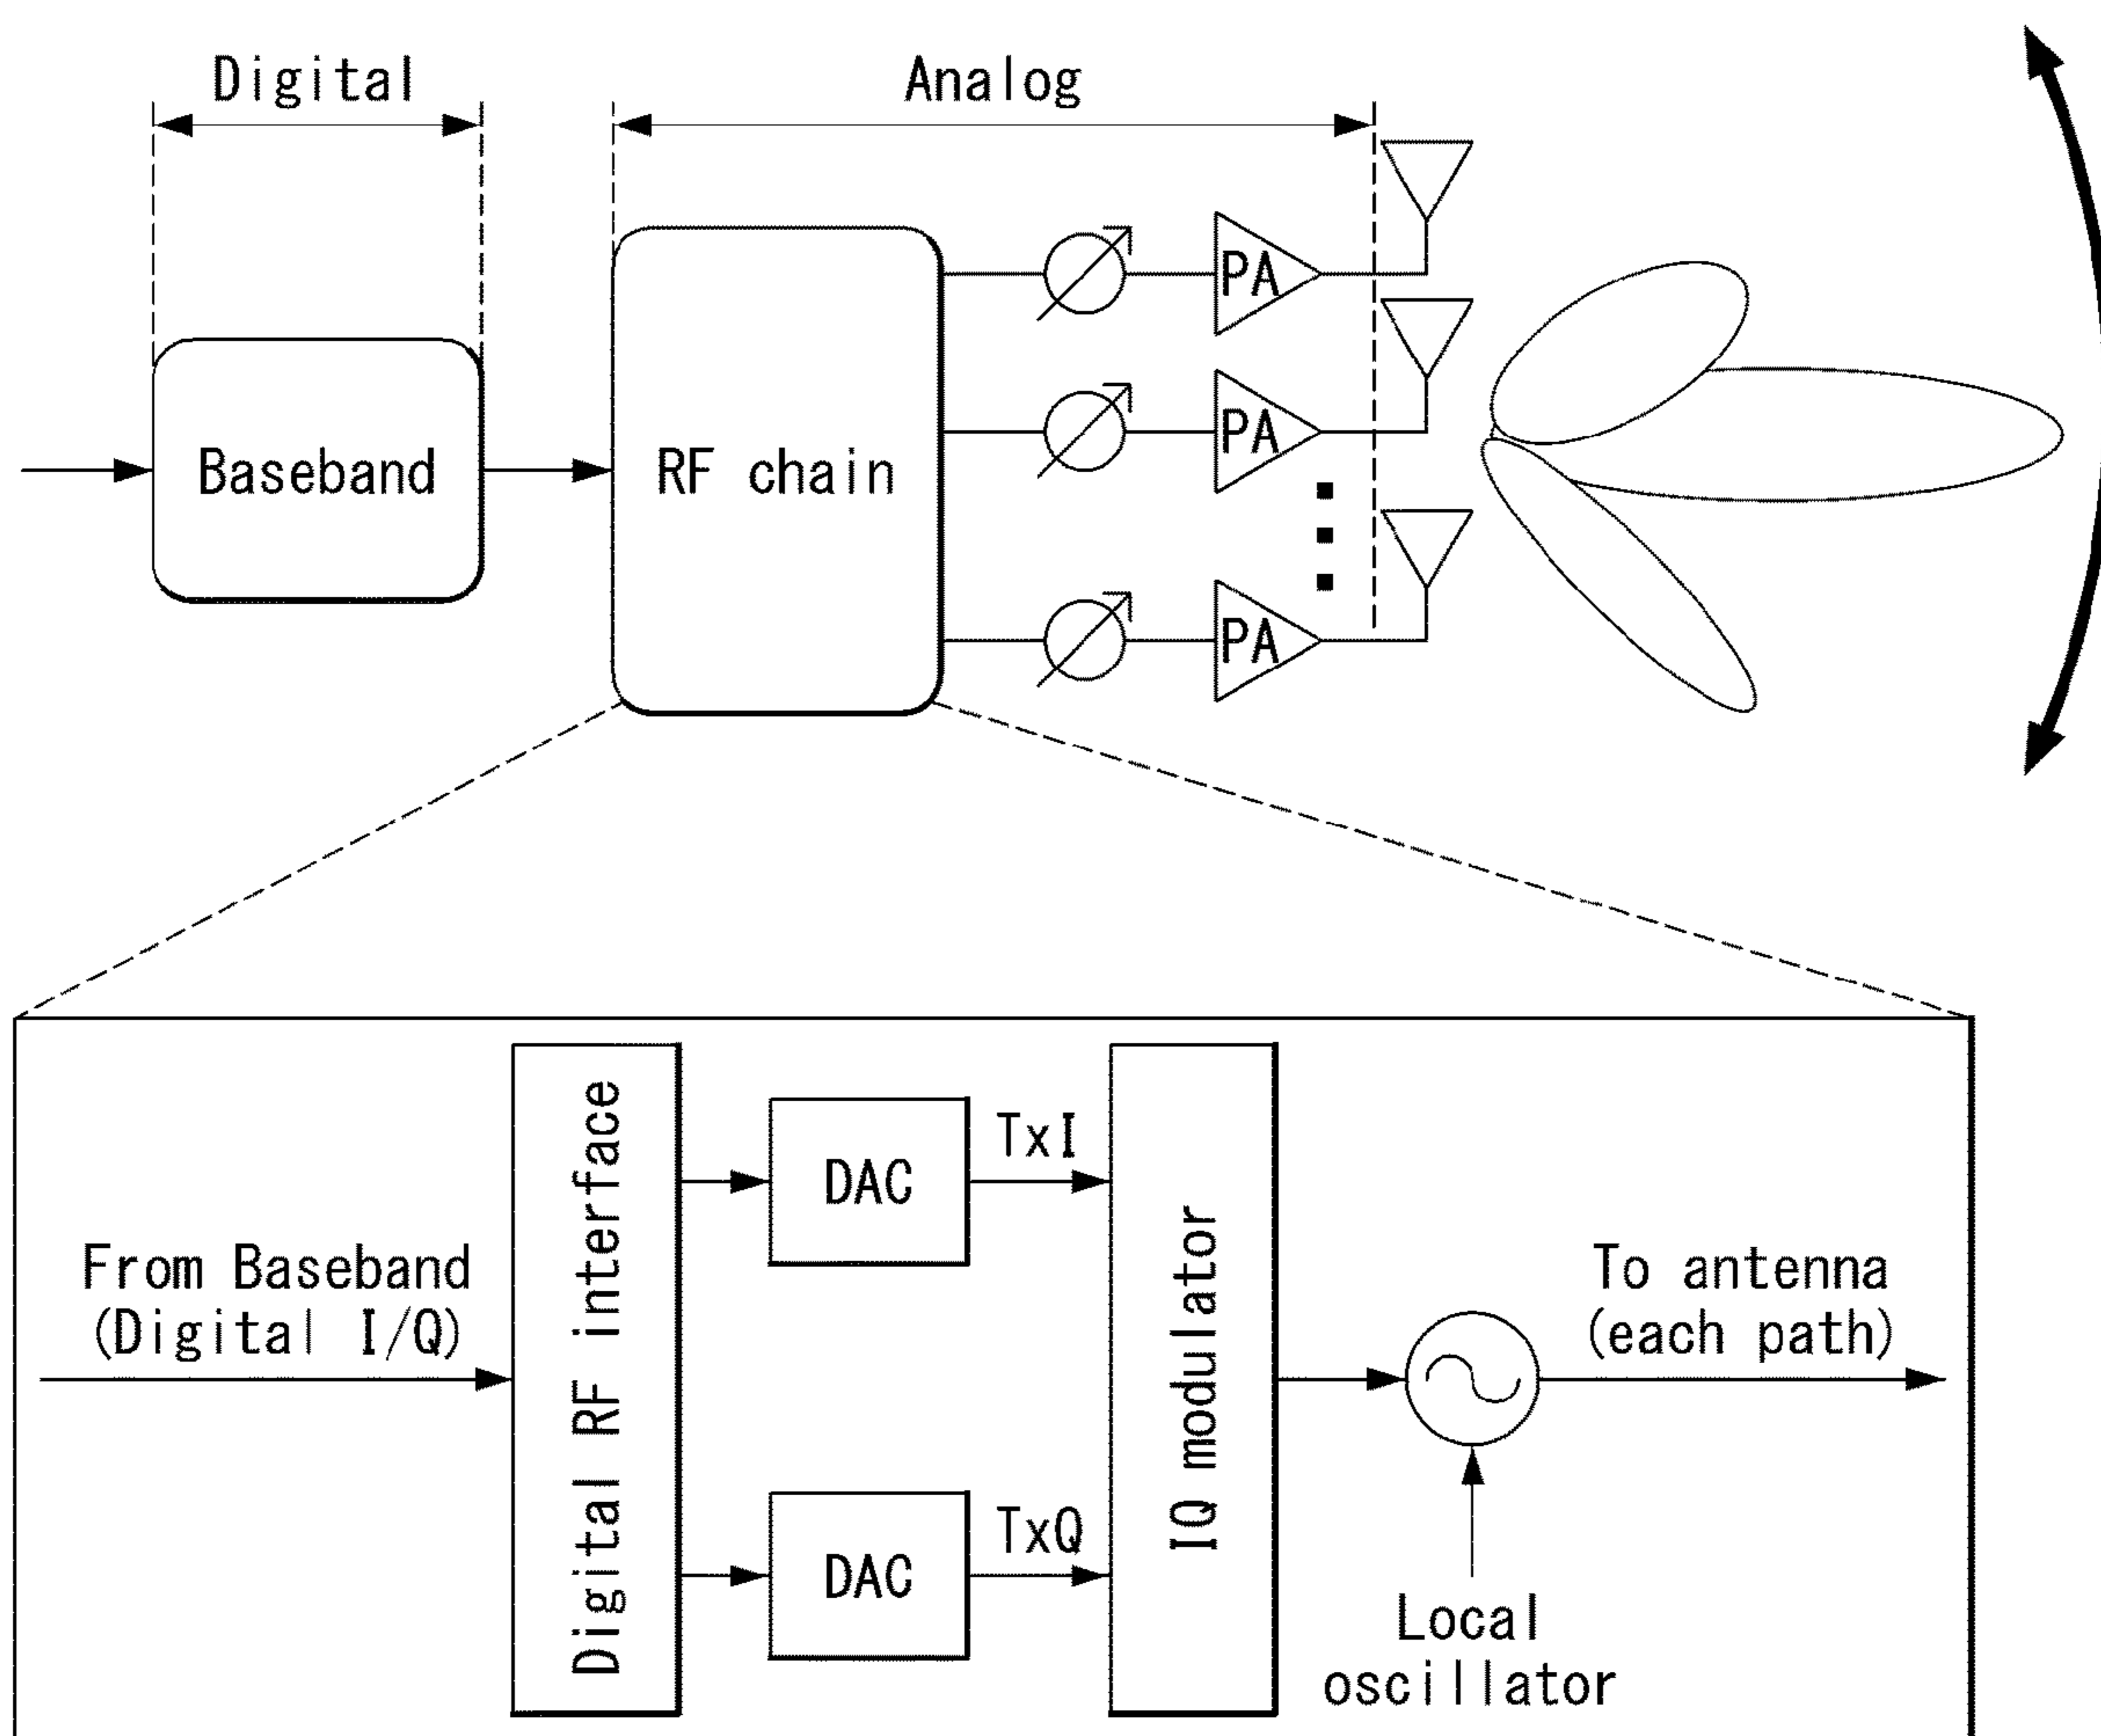 Digital
Analog
PA
PA
Baseband
RF chain
PA
Digital RF interface
DAC
TxI
IQ modulator
From Baseband
(Digital I/Q)
To antenna
(each path)
DAC
TxQ
Local
oscillator